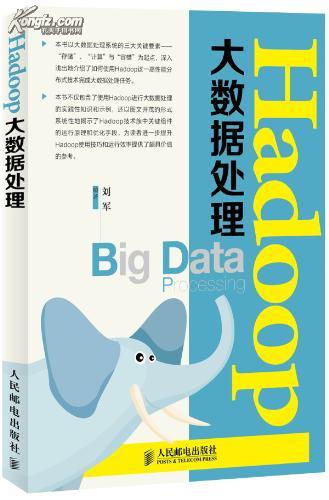 Kongfz.com
Hadoop 大数据处理
人民邮电出版社
本书以大数据处理系统的三大关键要素——
“存储”、“计算”与“容错”为起点，深入
浅出地介绍了如何使用Hadoop这一高性能分
布式技术完成大数据处理任务。
本书不仅包含了使用Hadoop进行大数据处理
的实践性知识和示例，还以图文并茂的形式系
统性地揭示了Hadoop技术族中关键组件
的运行原理和优化手段，为读者进一步提升
Hadoop使用技巧和运行效率提供了颇具价值
的参考。
刘军
编著
大数据处理
Hadoop
Big Data
Processing
人民邮电出版社
POSTS & TELECOM PRESS